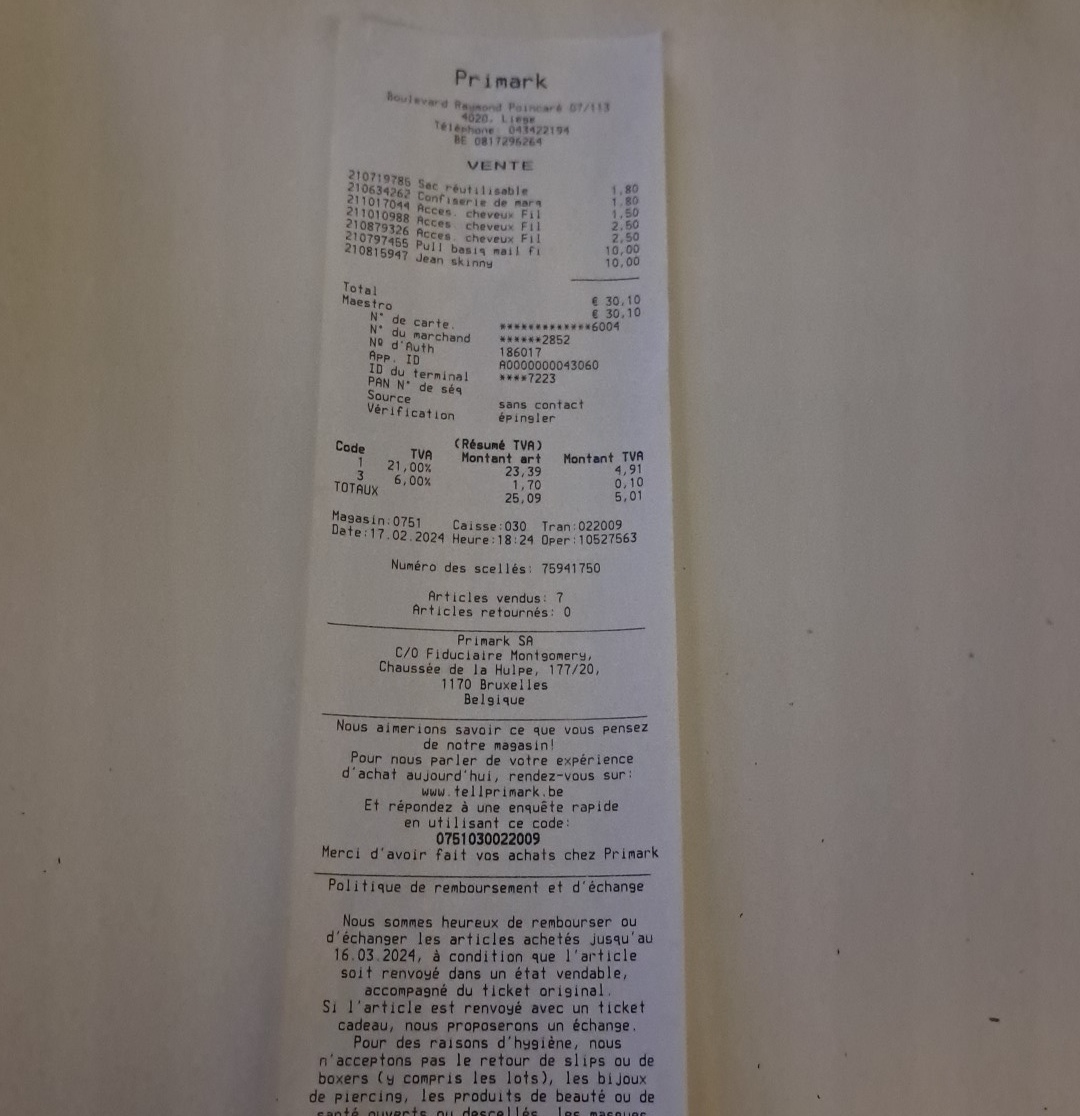 Primark
Boulevard Raymond Poincaré 07/113
4020, Liege
Téléphone: 043422194
BE 0817296264
VENTE
210719785 Sac réutilisable 1,80
210634262 Confiserie de marq 1,80
211017044 Acces. cheveux Fil 1,50
211010988 Acces. cheveux Fil 2,50
210879326 Acces. cheveux Fil 2,50
210797455 Pull basiq mail fi 10,00
210815947 Jean skinny 10,00
Total € 30,10
Maestro € 30,10
N° de carte. *************6004
N° du marchand ******2852
Nº d'Auth 186017
App. ID A0000000043060
ID du terminal ****7223
PAN N° de séq
Source sans contact
Vérification épingler
(Résumé TVA)
Code TVA Montant art Montant TVA
1 21,00% 23,39 4,91
3 6,00% 1,70 0,10
TOTAUX 25,09 5,01
Magasin:0751 Caisse:030 Tran:022009
Date:17.02.2024 Heure:18:24 Oper:10527563
Numéro des scellés: 75941750
Articles vendus: 7
Articles retournés: 0
Primark SA
C/O Fiduciaire Montgomery,
Chaussée de la Hulpe, 177/20,
1170 Bruxelles
Belgique
Nous aimerions savoir ce que vous pensez
de notre magasin!
Pour nous parler de votre expérience
d'achat aujourd'hui, rendez-vous sur:
www.tellprimark.be
Et répondez à une enquête rapide
en utilisant ce code:
0751030022009
Merci d'avoir fait vos achats chez Primark
Politique de remboursement et d'échange
Nous sommes heureux de rembourser ou
d'échanger les articles achetés jusqu'au
16.03.2024, à condition que l'article
soit renvoyé dans un état vendable,
accompagné du ticket original.
Si l'article est renvoyé avec un ticket
cadeau, nous proposerons un échange.
Pour des raisons d'hygiène, nous
n'acceptons pas le retour de slips ou de
boxers (y compris les lots), les bijoux
de piercing, les produits de beauté ou de
santé ouverts ou descellés, les masques